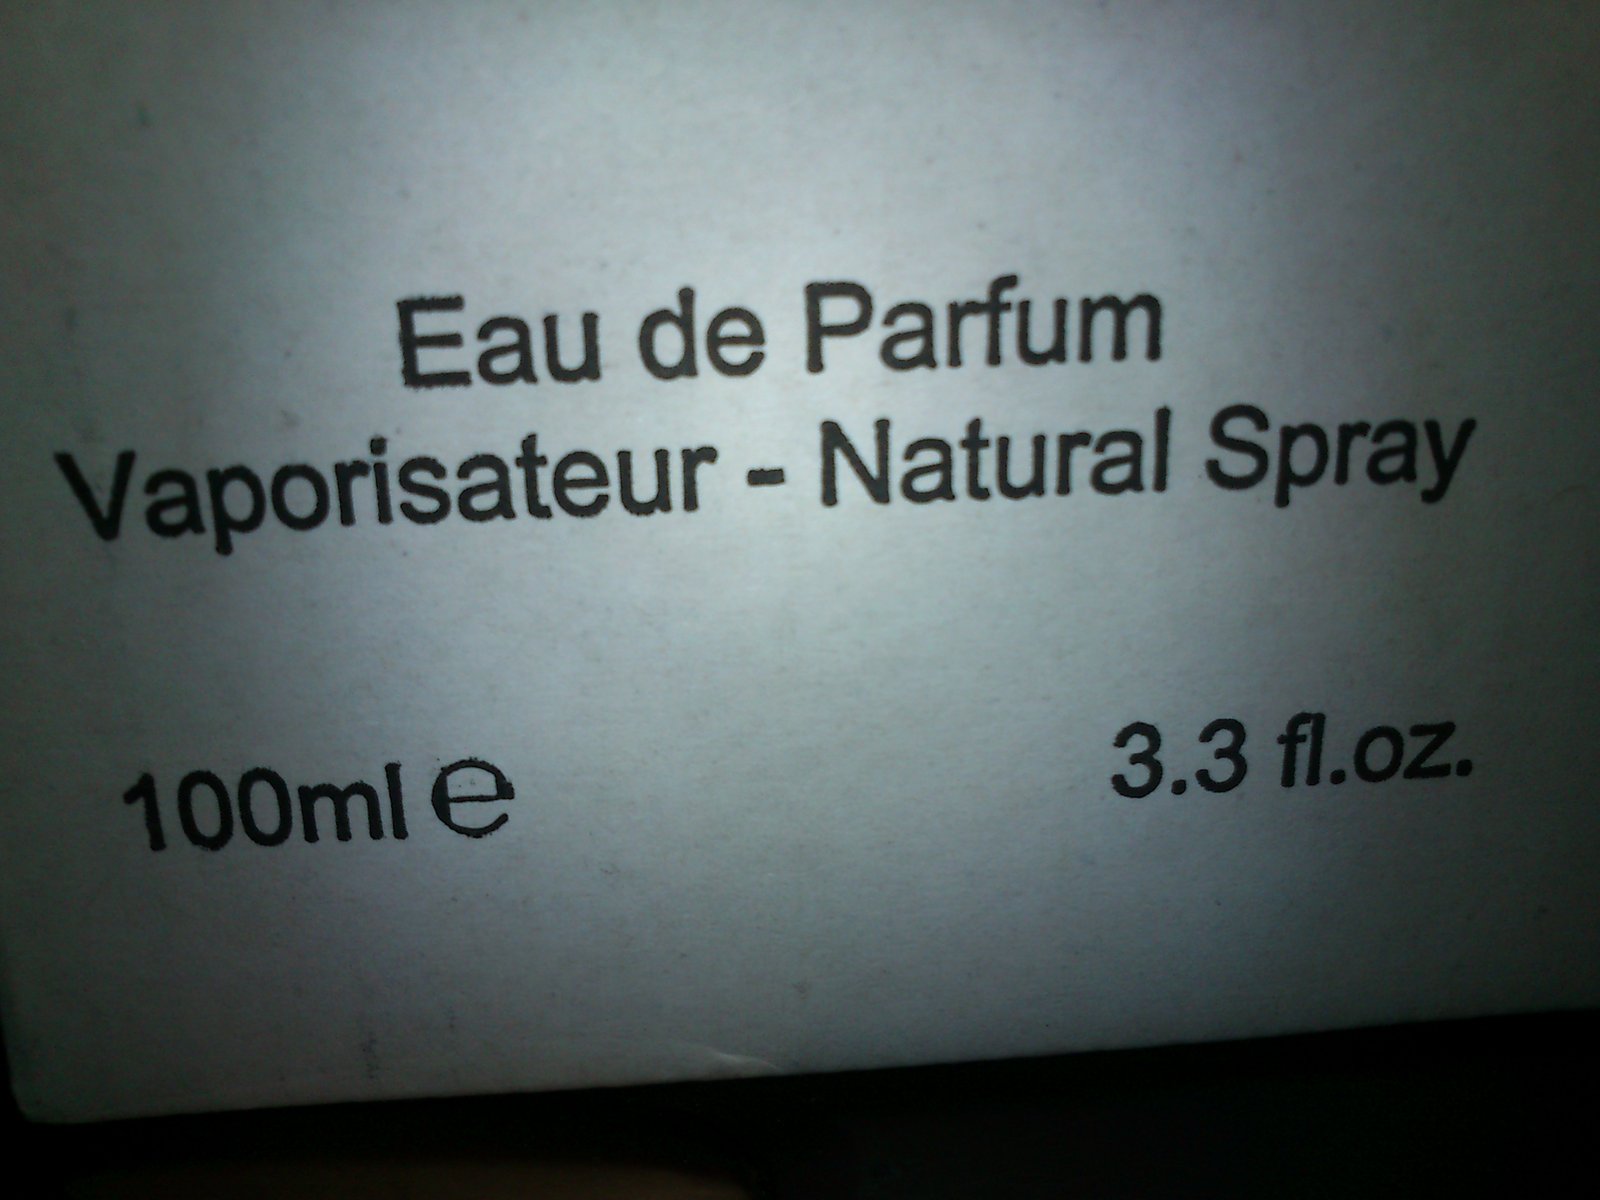 Eau de Parfum
Vaporisateur - Natural Spray
100ml ℮ 3.3 fl.oz.